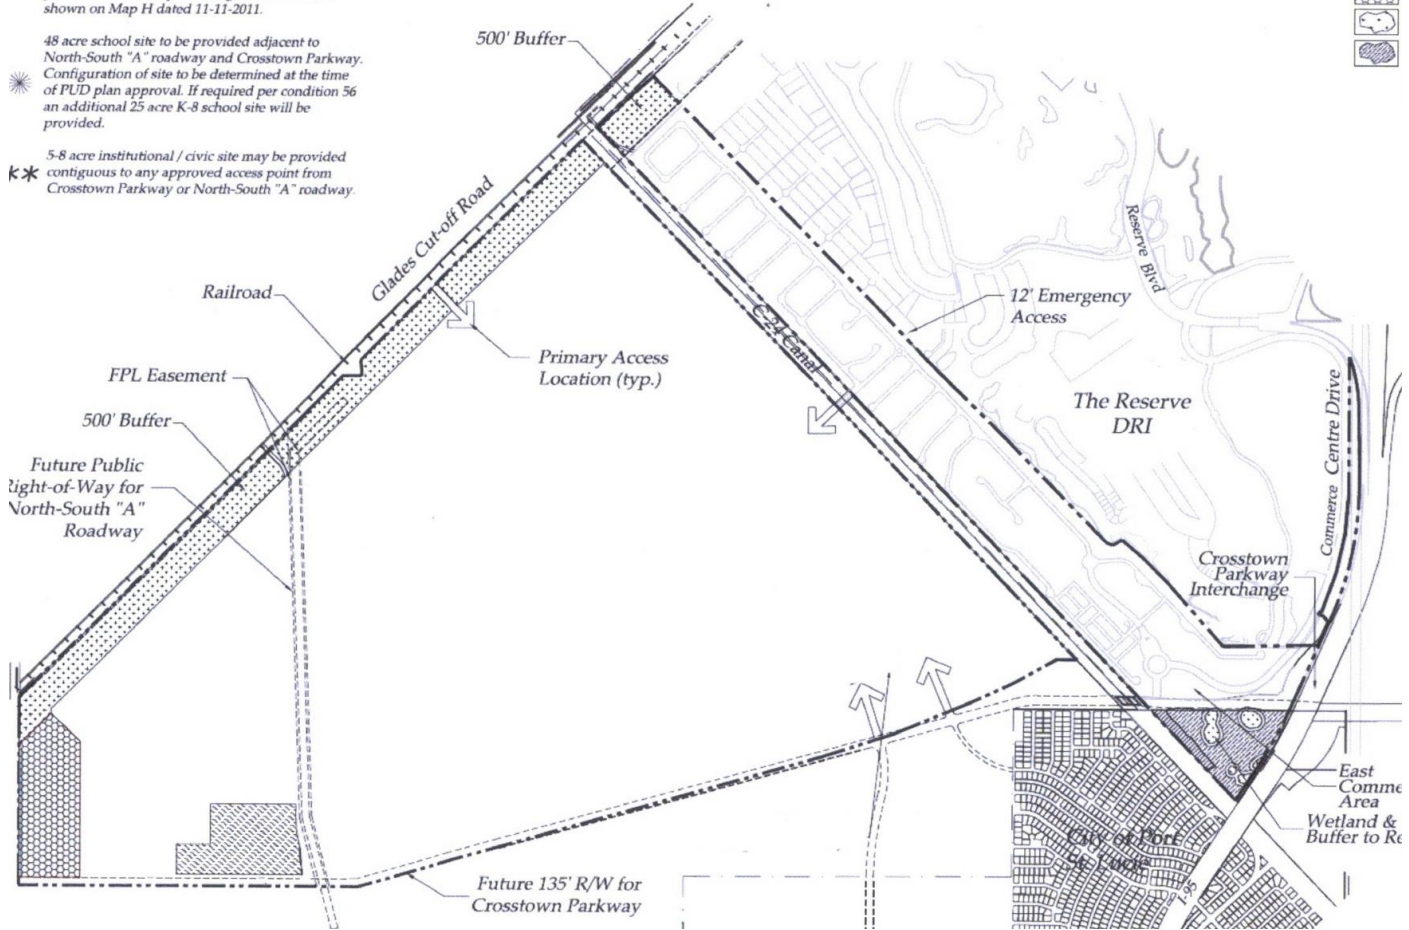 shown on Map H dated 11-11-2011.
48 acre school site to be provided adjacent to
North-South "A" roadway and Crosstown Parkway.
Configuration of site to be determined at the time
of PUD plan approval. If required per condition 56
an additional 25 acre K-8 school site will be
provided.
5-8 acre institutional / civic site may be provided
** contiguous to any approved access point from
Crosstown Parkway or North-South "A" roadway.
500' Buffer
Glades Cut-off Road
Railroad
FPL Easement
500' Buffer
Future Public
Right-of-Way for
North-South "A"
Roadway
Primary Access
Location (typ.)
C-24 Canal
12' Emergency
Access
Reserve Blvd
The Reserve
DRI
Commerce Centre Drive
Crosstown
Parkway
Interchange
East
Comme
Area
Wetland &
Buffer to Re
City of Port
St. Lucie
I-95
Future 135' R/W for
Crosstown Parkway